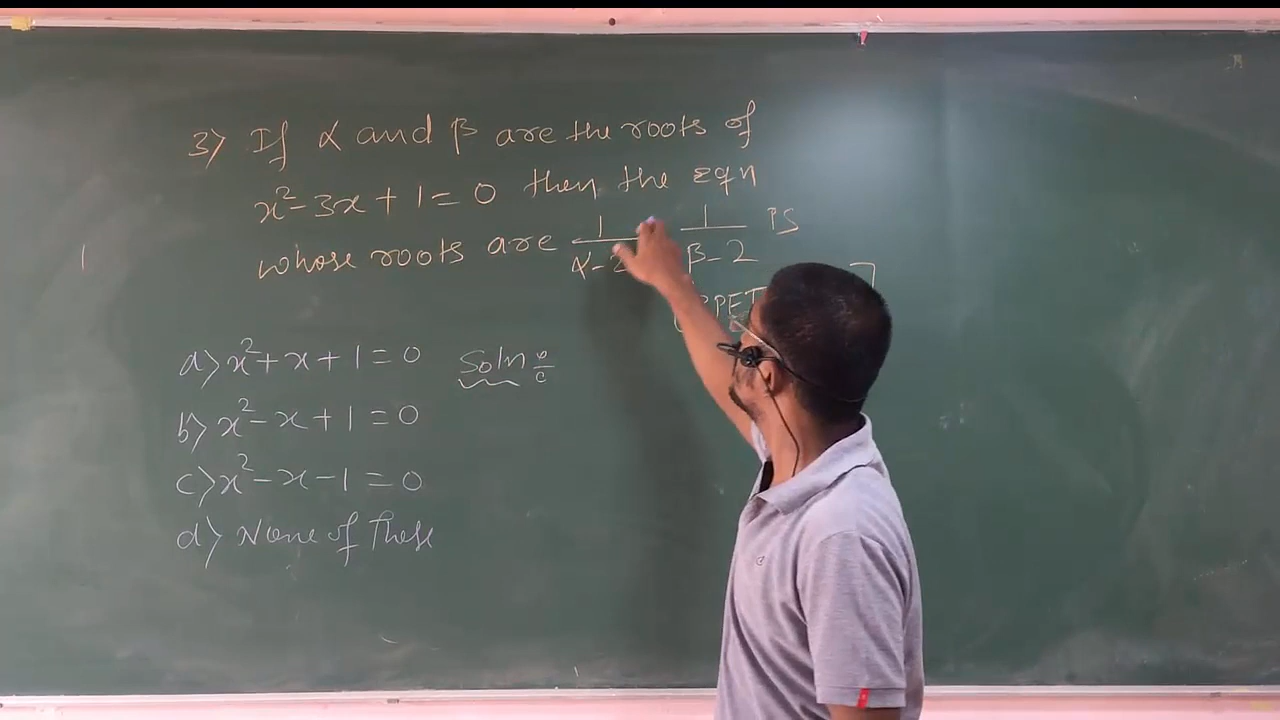 3) If α and β are the roots of
x² - 3x + 1 = 0 then the eqn
whose roots are 1/(α-2) 1/(β-2) is
a) x² + x + 1 = 0 Soln
b) x² - x + 1 = 0
c) x² - x - 1 = 0
d) None of These